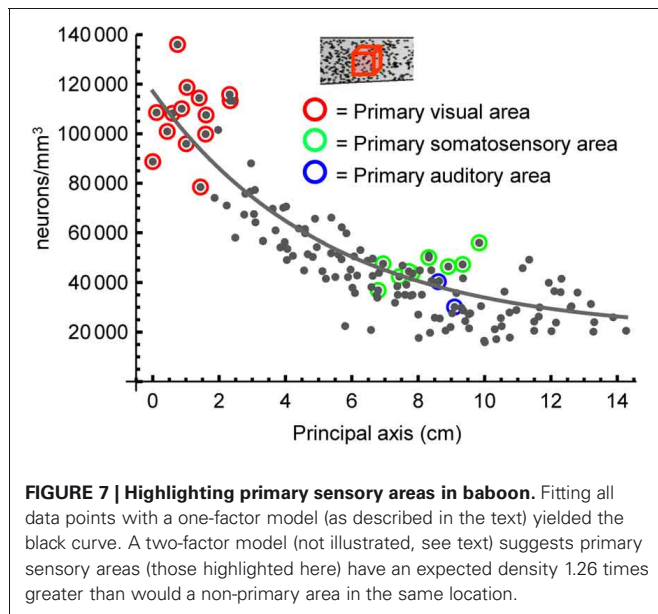 140 000
120 000
100 000
80 000
60 000
40 000
20 000
neurons/mm³
= Primary visual area
= Primary somatosensory area
= Primary auditory area
0 2 4 6 8 10 12 14
Principal axis (cm)
FIGURE 7 | Highlighting primary sensory areas in baboon. Fitting all
data points with a one-factor model (as described in the text) yielded the
black curve. A two-factor model (not illustrated, see text) suggests primary
sensory areas (those highlighted here) have an expected density 1.26 times
greater than would a non-primary area in the same location.